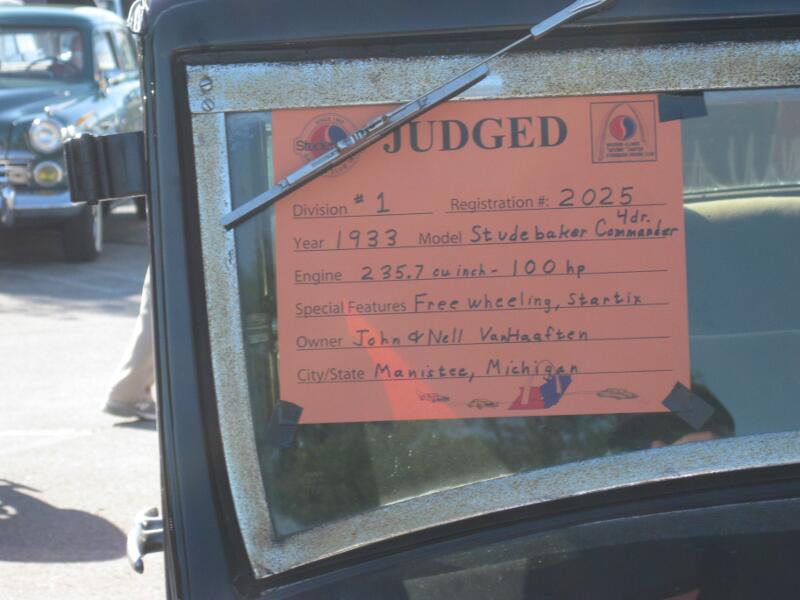 Studeb
JUDGED
Division #1 Registration #: 2025
Year 1933 Model Studebaker Commander 4dr.
Engine 235.7 cu inch - 100 hp
Special Features Free wheeling, Startix
Owner John & Nell VanHaaften
City/State Manistee, Michigan